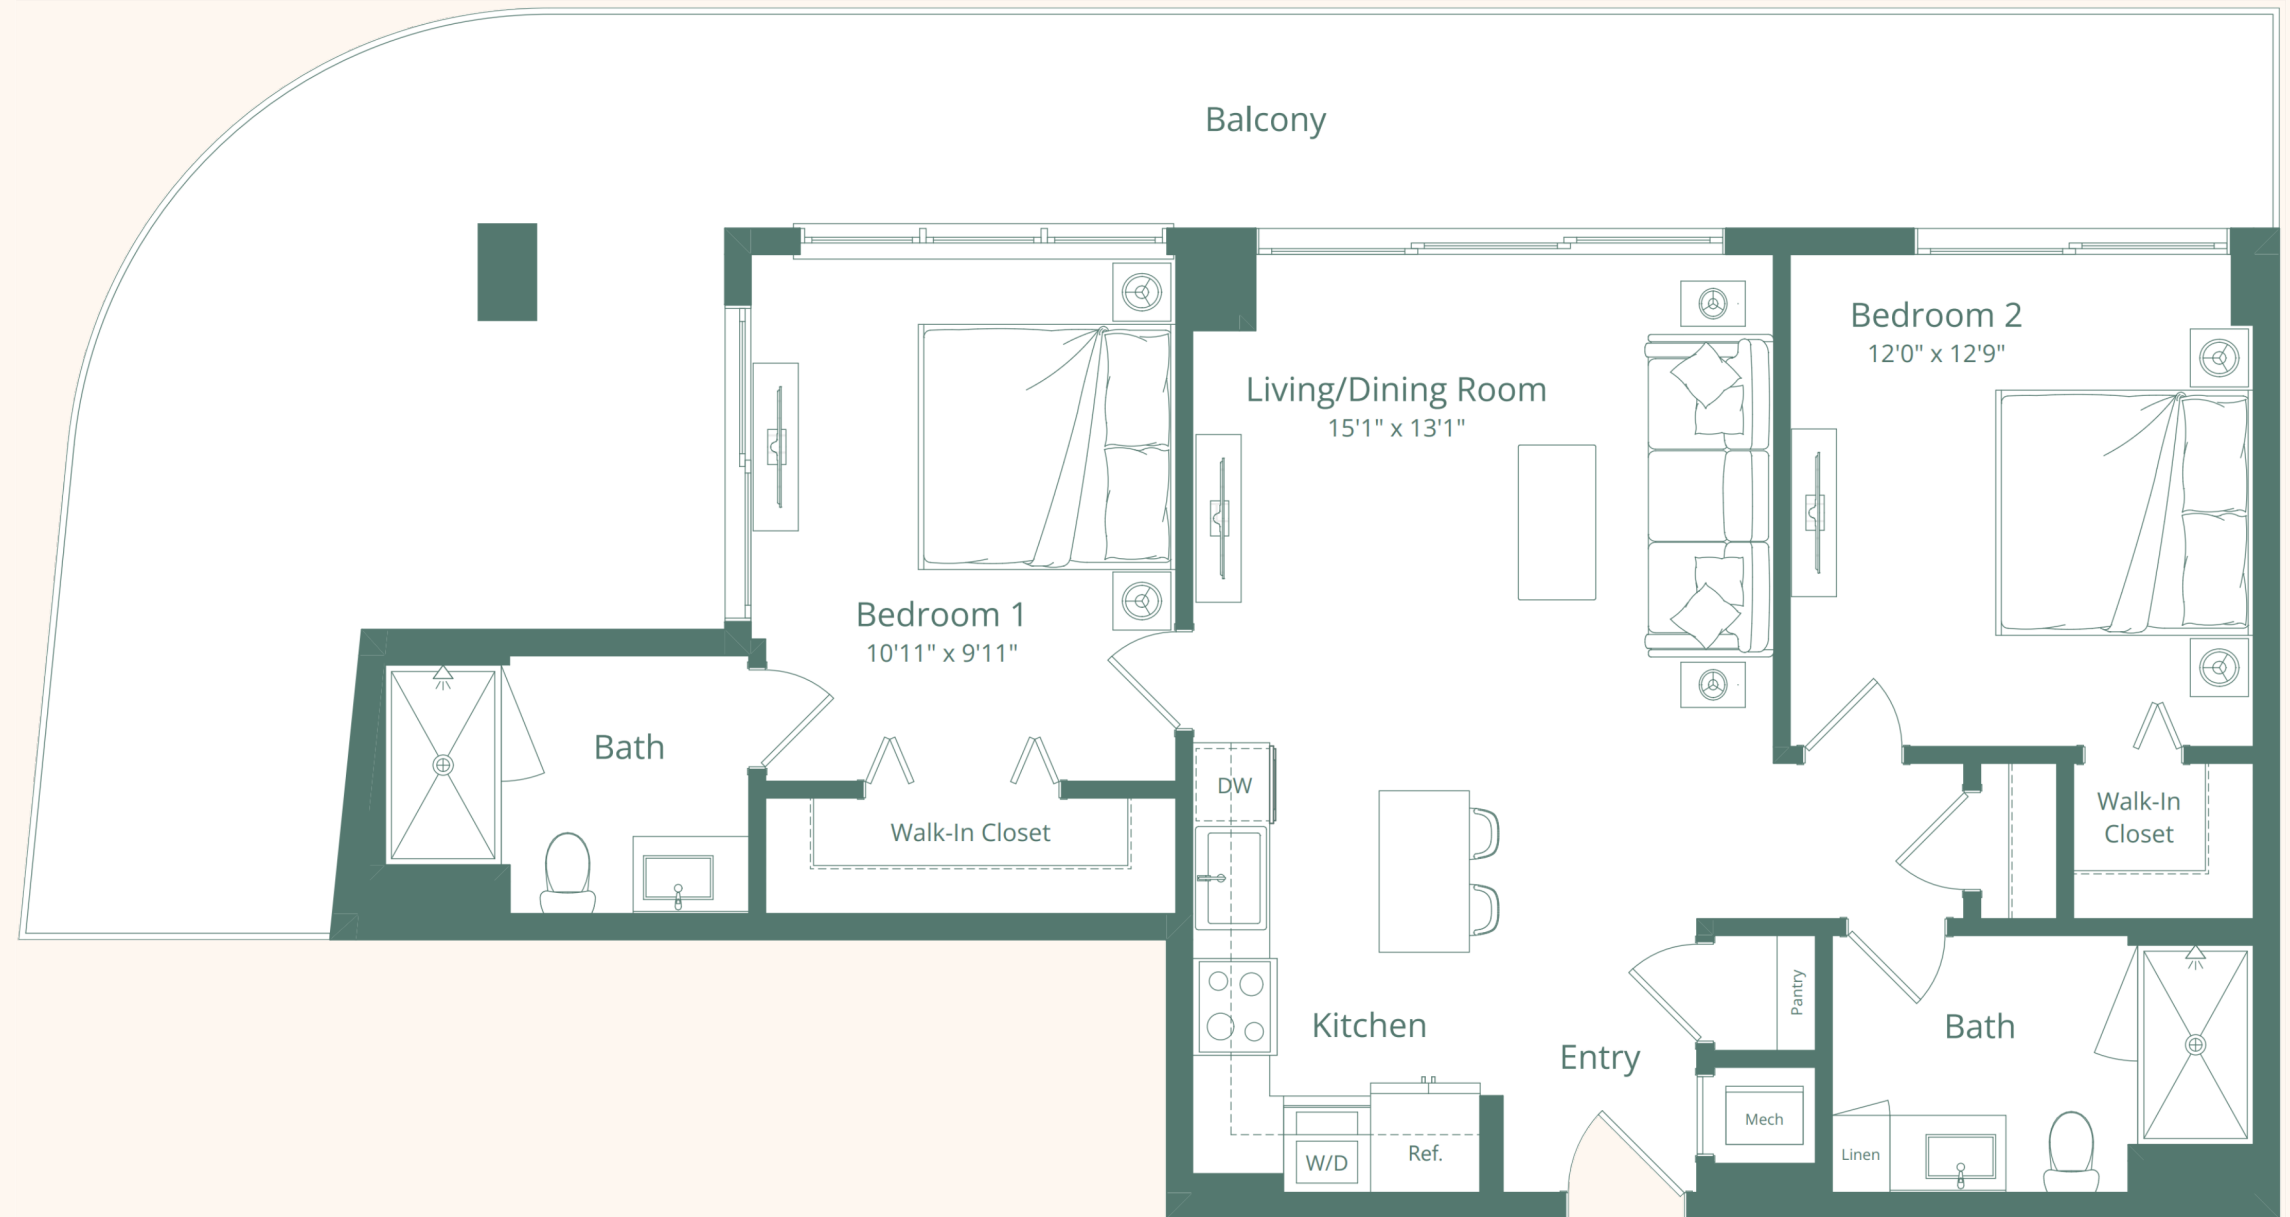 Balcony
Bedroom 2
12'0" x 12'9"
Living/Dining Room
15'1" x 13'1"
Bedroom 1
10'11" x 9'11"
Bath
DW
Walk-In Closet
Walk-In
Closet
Pantry
Kitchen
Entry
Bath
Mech
W/D
Ref.
Linen